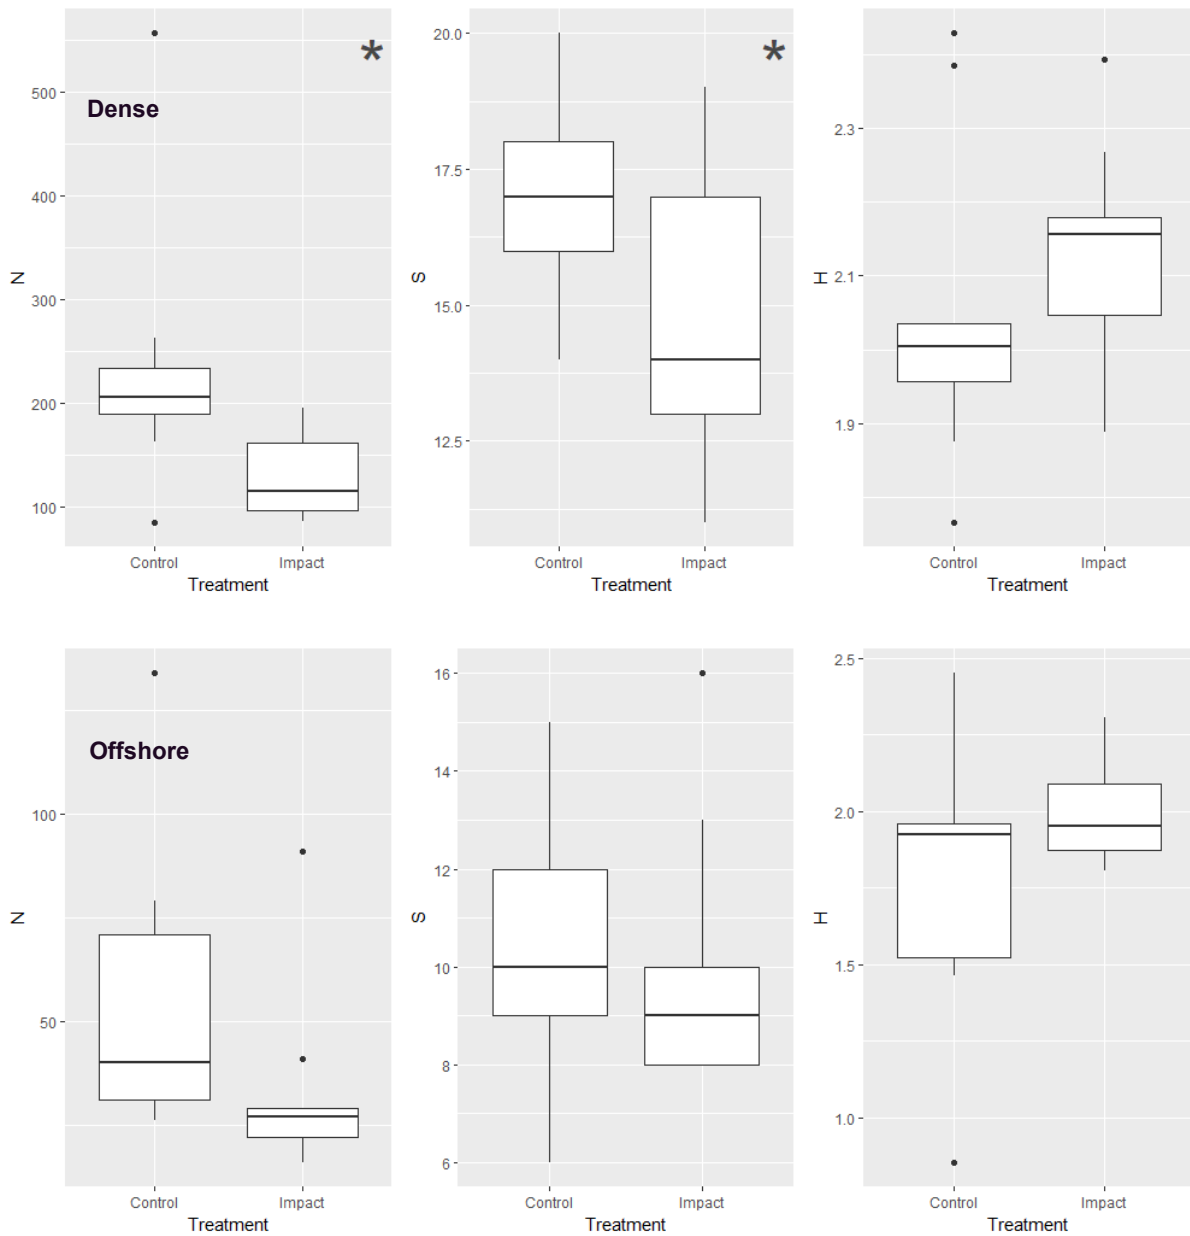 *
*
Dense
500
400
300
200
100
N
Control
Impact
Treatment
20.0
17.5
15.0
12.5
S
Control
Impact
Treatment
2.3
2.1
1.9
H
Control
Impact
Treatment
Offshore
100
50
N
Control
Impact
Treatment
16
14
12
10
8
6
S
Control
Impact
Treatment
2.5
2.0
1.5
1.0
H
Control
Impact
Treatment